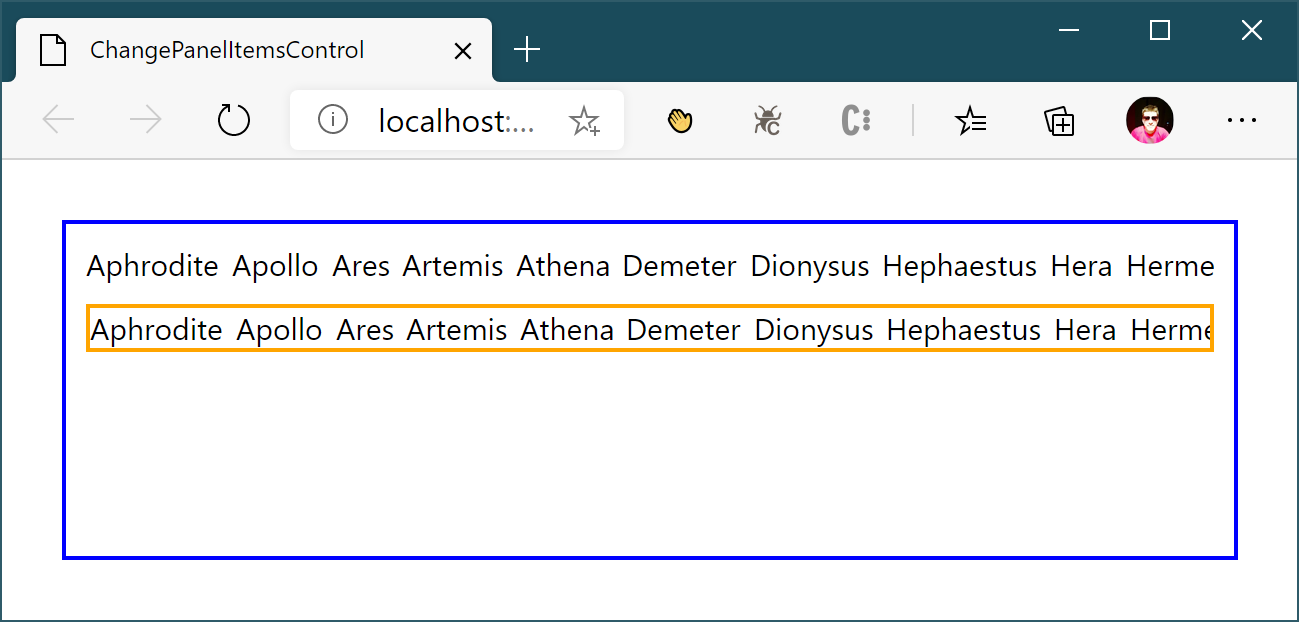 ChangePanelItemsControl
localhost:...
Aphrodite Apollo Ares Artemis Athena Demeter Dionysus Hephaestus Hera Herme
Aphrodite Apollo Ares Artemis Athena Demeter Dionysus Hephaestus Hera Herme